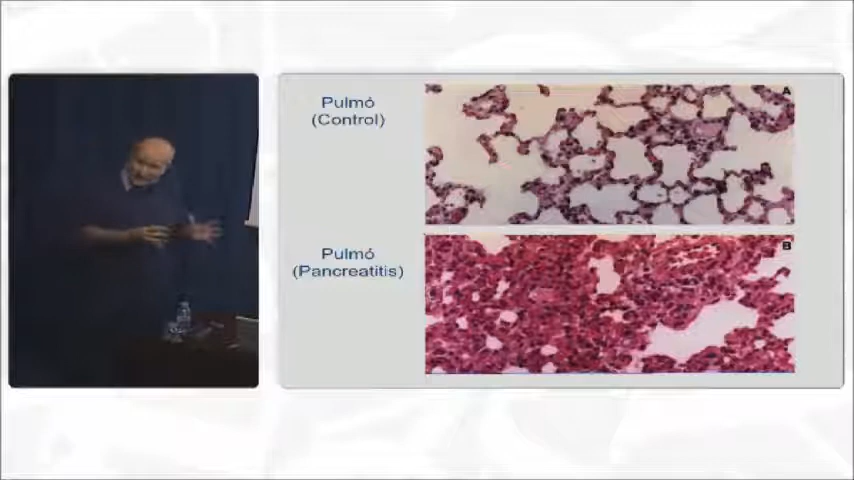 Pulmó
(Control)
A
Pulmó
(Pancreatitis)
B